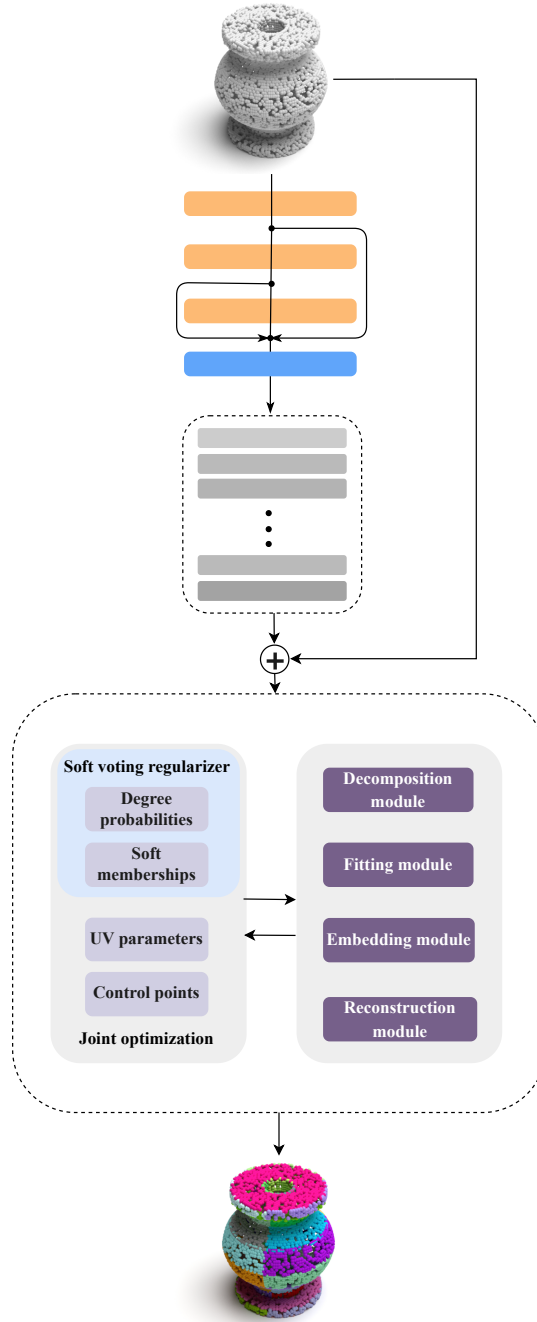 Soft voting regularizer
Degree
probabilities
Soft
memberships
UV parameters
Control points
Joint optimization
Decomposition
module
Fitting module
Embedding module
Reconstruction
module